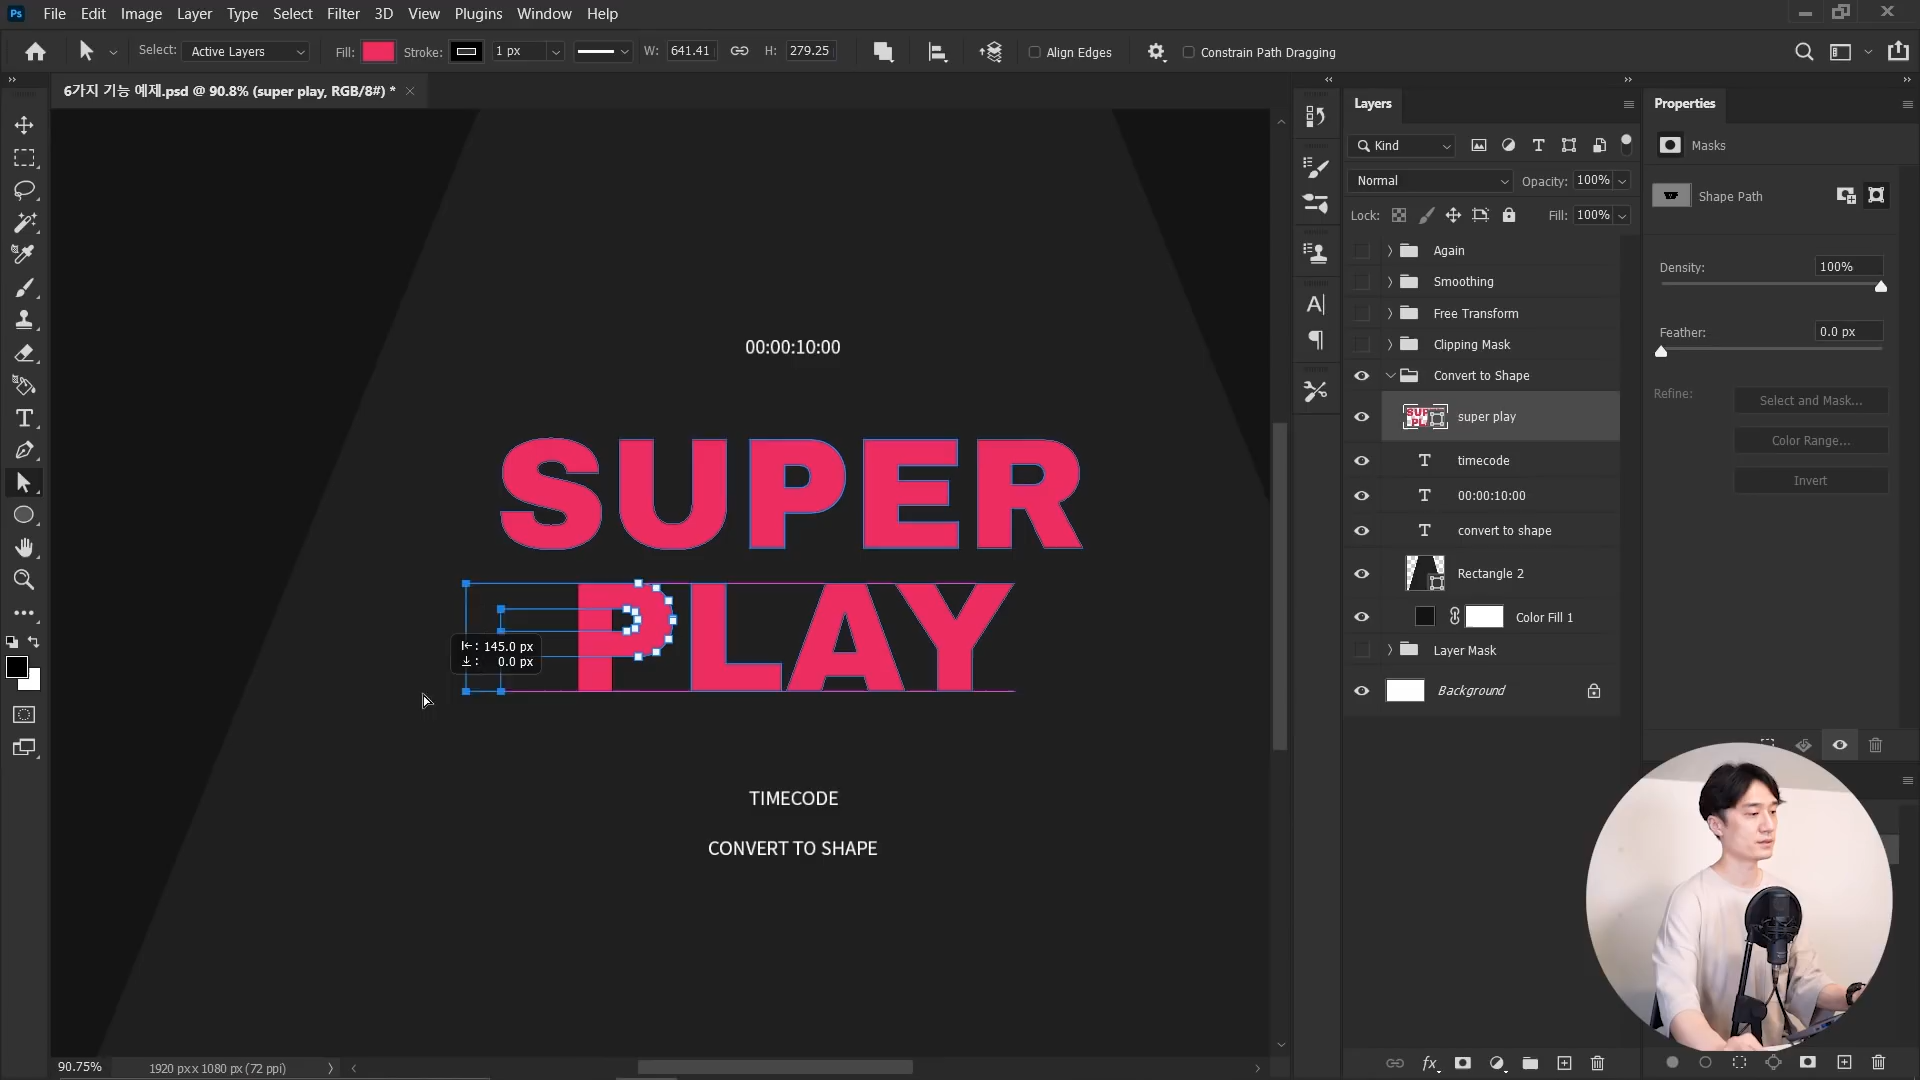 Ps File Edit Image Layer Type Select Filter 3D View Plugins Window Help
Select: Active Layers Fill: Stroke: 1 px W: 641.41 H: 279.25 Align Edges Constrain Path Dragging
6가지 기능 예제.psd @ 90.8% (super play, RGB/8#) *
Layers
Kind
Normal Opacity: 100%
Lock: Fill: 100%
Again
Smoothing
Free Transform
Clipping Mask
Convert to Shape
super play
timecode
00:00:10:00
convert to shape
Rectangle 2
Color Fill 1
Layer Mask
Background
Properties
Masks
Shape Path
Density: 100%
Feather: 0.0 px
Refine: Select and Mask...
Color Range...
Invert
00:00:10:00
SUPER
PLAY
145.0 px
0.0 px
TIMECODE
CONVERT TO SHAPE
90.75% 1920 px x 1080 px (72 ppi)
fx